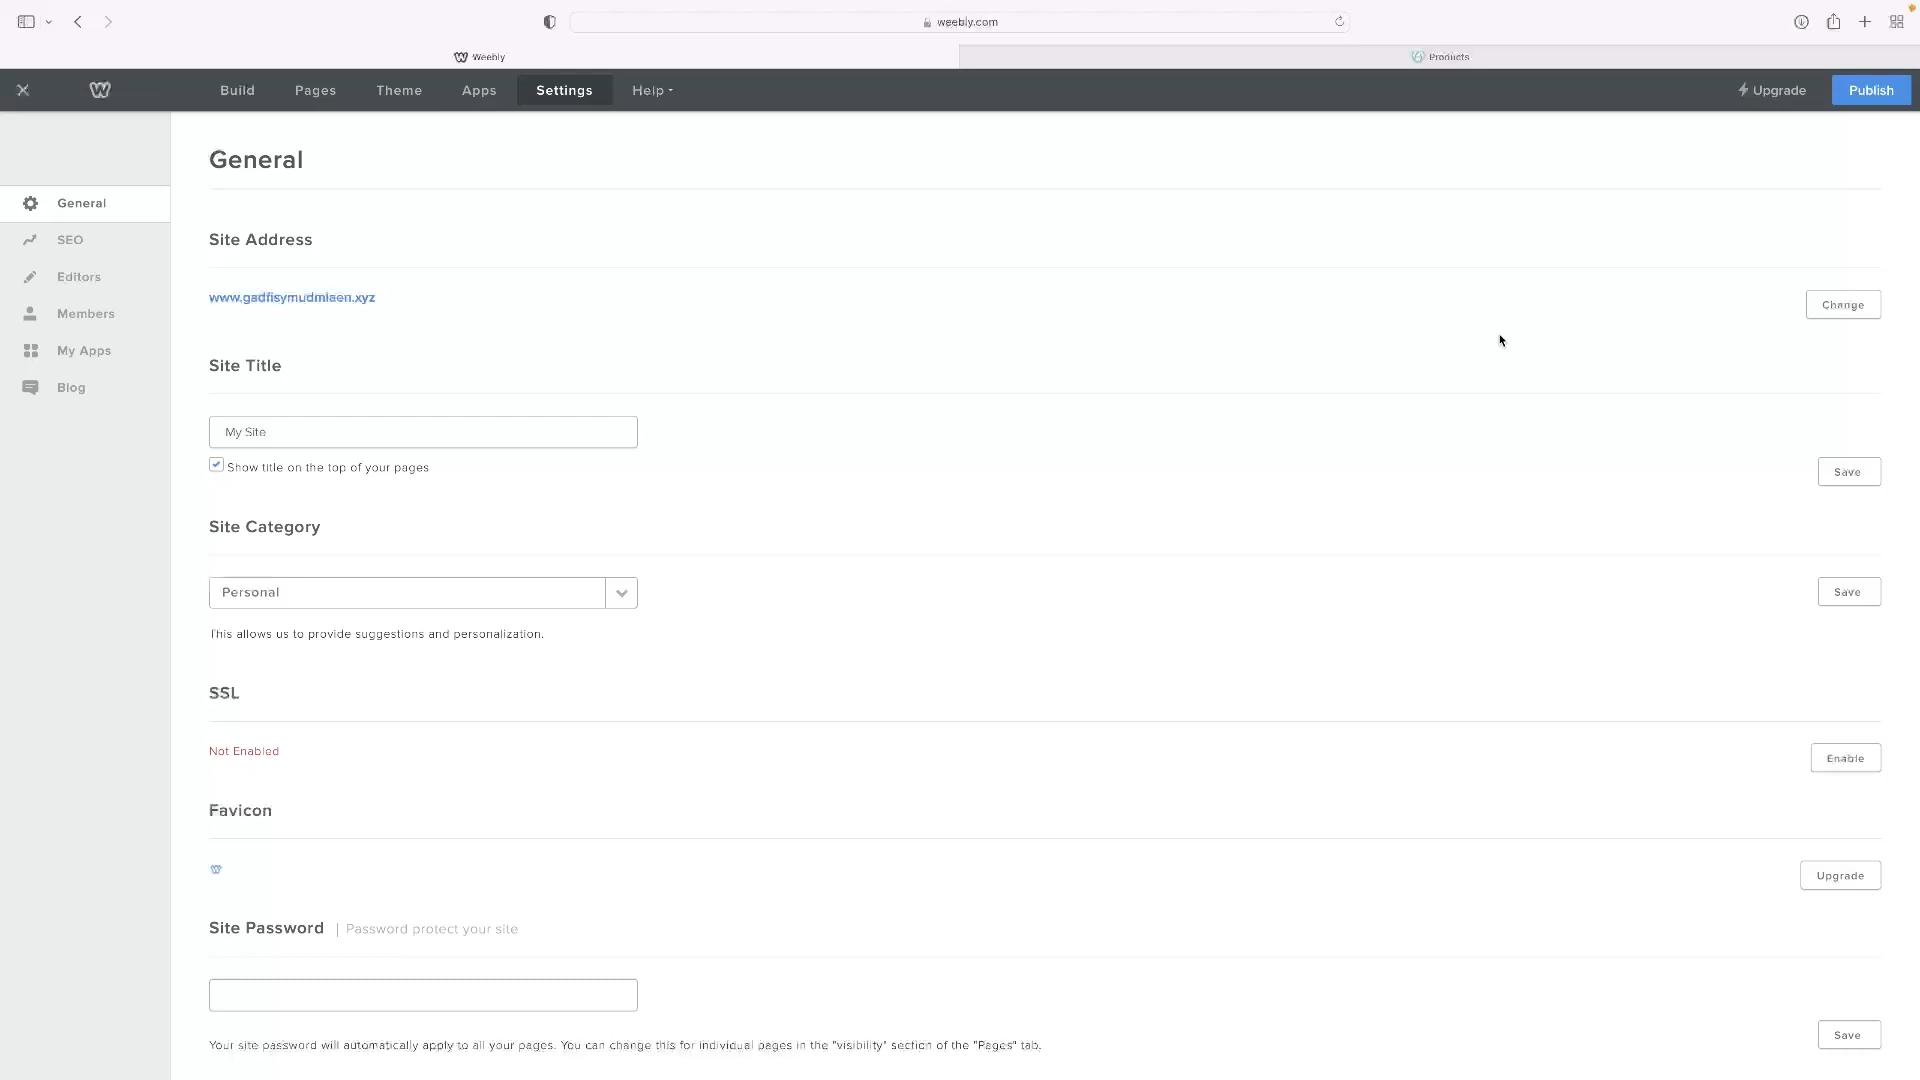 weebly.com
Weebly
Products
Build
Pages
Theme
Apps
Settings
Help
Upgrade
Publish
General
General
SEO
Editors
Members
My Apps
Blog
Site Address
Change
Site Title
My Site
Show title on the top of your pages
Save
Site Category
Personal
Save
This allows us to provide suggestions and personalization.
SSL
Not Enabled
Enable
Favicon
Upgrade
Site Password | Password protect your site
Your site password will automatically apply to all your pages. You can change this for individual pages in the "visibility" section of the "Pages" tab.
Save